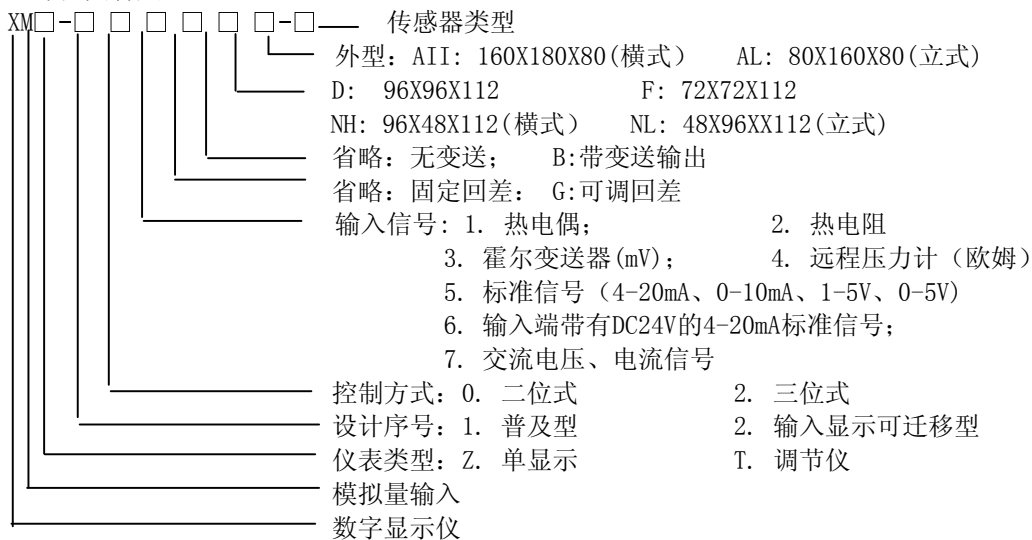 XM□-□ □ □ □ □ □-□ 传感器类型
外型：AII: 160X180X80(横式） AL: 80X160X80(立式)
D: 96X96X112 F: 72X72X112
NH: 96X48X112(横式） NL: 48X96XX112(立式)
省略：无变送； B:带变送输出
省略：固定回差： G:可调回差
输入信号: 1. 热电偶； 2. 热电阻
3. 霍尔变送器(mV)； 4. 远程压力计（欧姆）
5. 标准信号（4-20mA、0-10mA、1-5V、0-5V)
6. 输入端带有DC24V的4-20mA标准信号；
7. 交流电压、电流信号
控制方式：0. 二位式 2. 三位式
设计序号：1. 普及型 2. 输入显示可迁移型
仪表类型：Z. 单显示 T. 调节仪
模拟量输入
数字显示仪